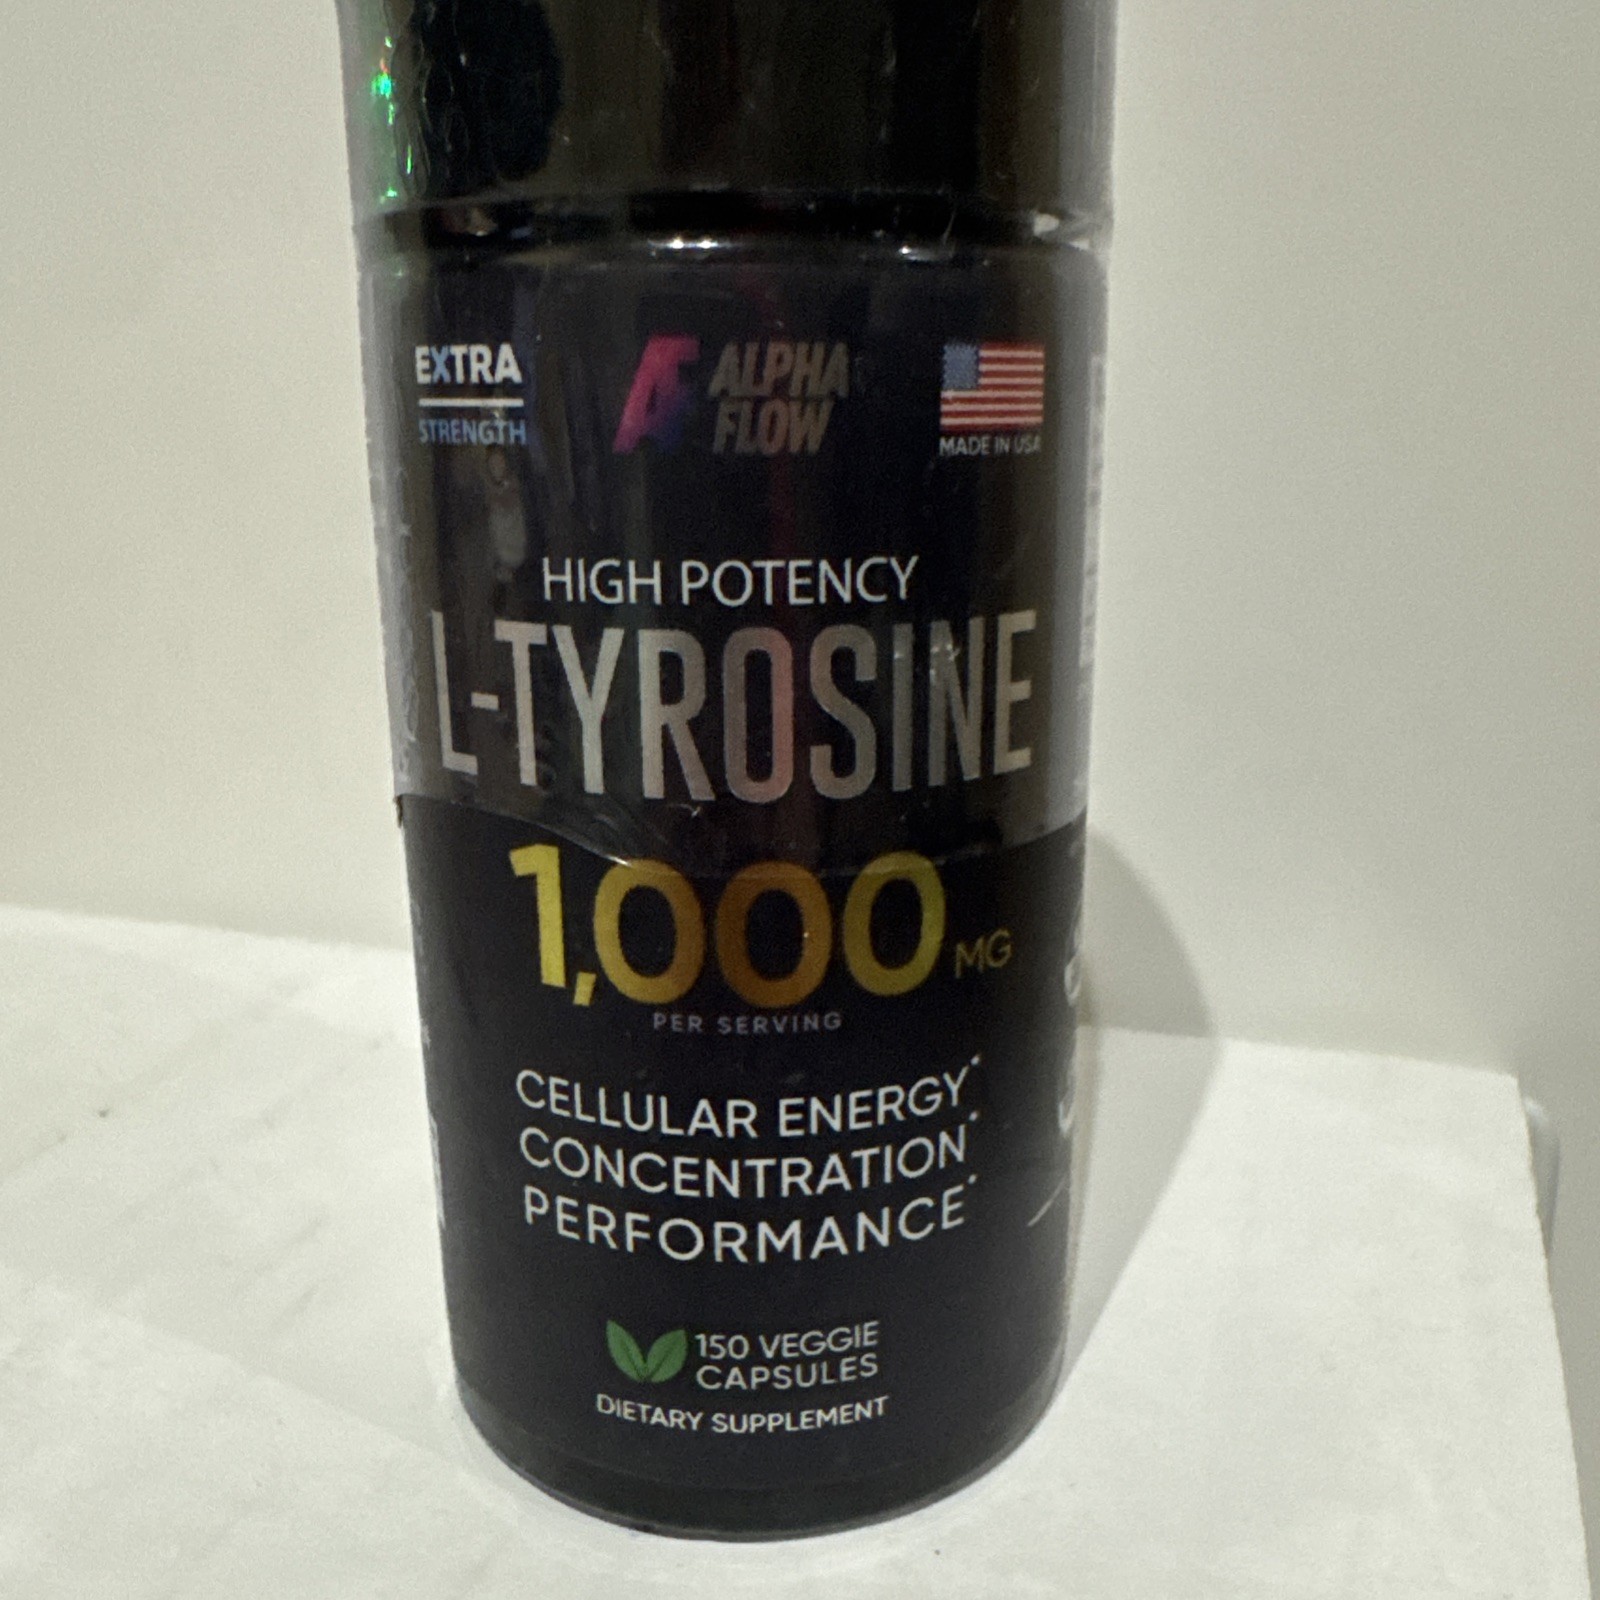 EXTRA
STRENGTH
AF
ALPHA
FLOW
MADE IN USA
HIGH POTENCY
L-TYROSINE
1,000 MG
PER SERVING
CELLULAR ENERGY*
CONCENTRATION*
PERFORMANCE*
150 VEGGIE
CAPSULES
DIETARY SUPPLEMENT